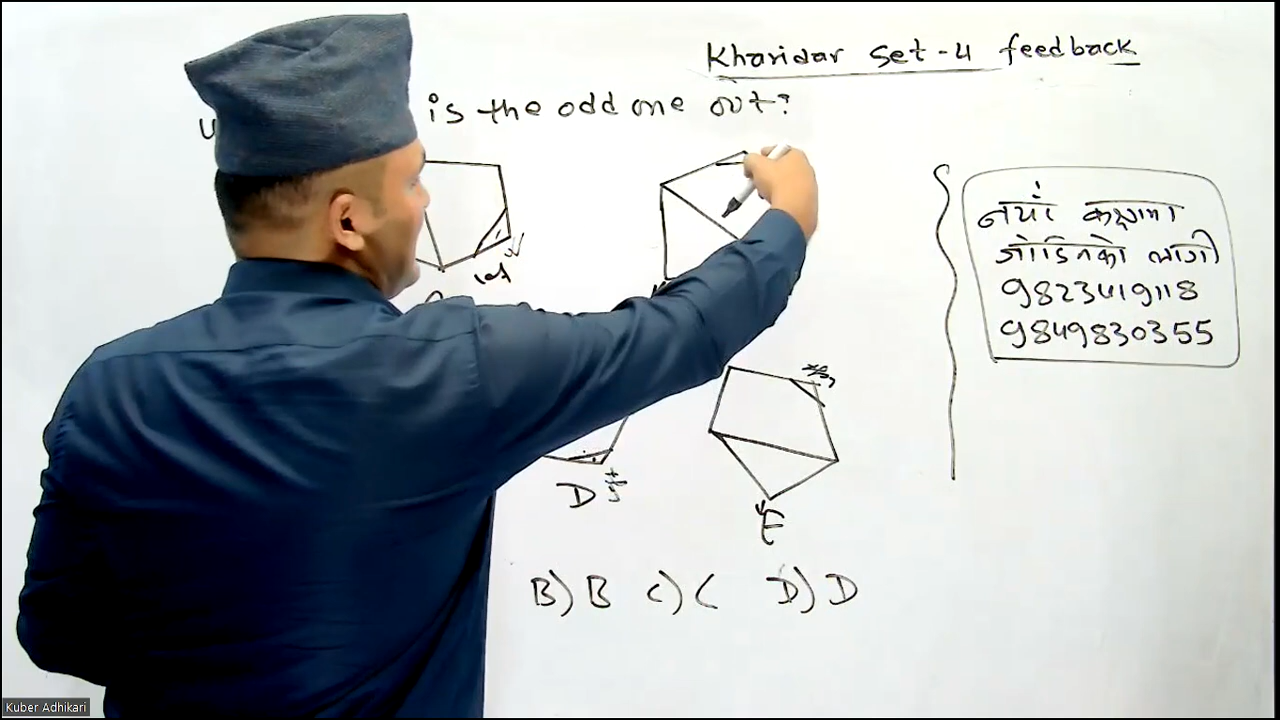 Kharidar set-4 feedback
is the odd one out?
नयाँ कक्षामा
जोडिनको लागी
9823419118
9849830355
D
E
B) B C) C D) D
Kuber Adhikari